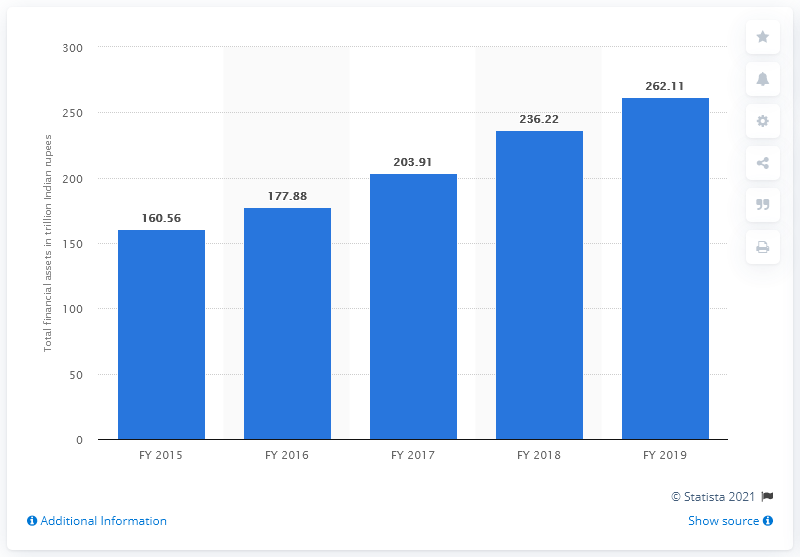 300
250
200
150
100
50
0
Total financial assets in trillion Indian rupees
160.56
177.88
203.91
236.22
262.11
FY 2015
FY 2016
FY 2017
FY 2018
FY 2019
© Statista 2021
Additional Information
Show source